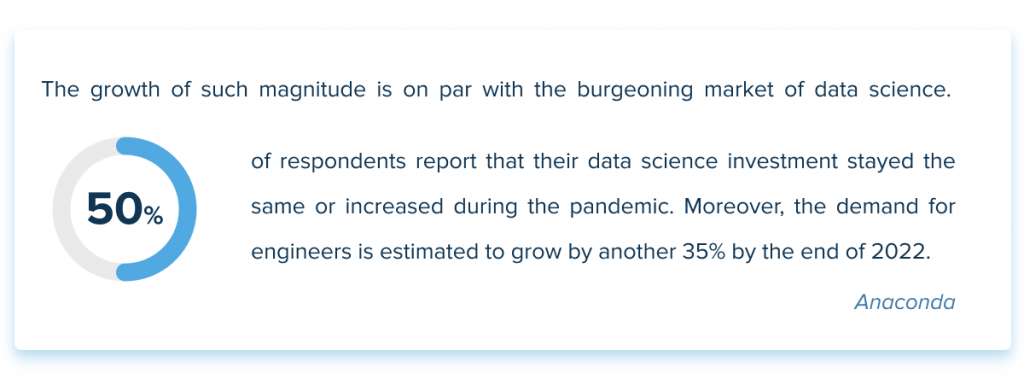 The growth of such magnitude is on par with the burgeoning market of data science.
50%
of respondents report that their data science investment stayed the
same or increased during the pandemic. Moreover, the demand for
engineers is estimated to grow by another 35% by the end of 2022.
Anaconda